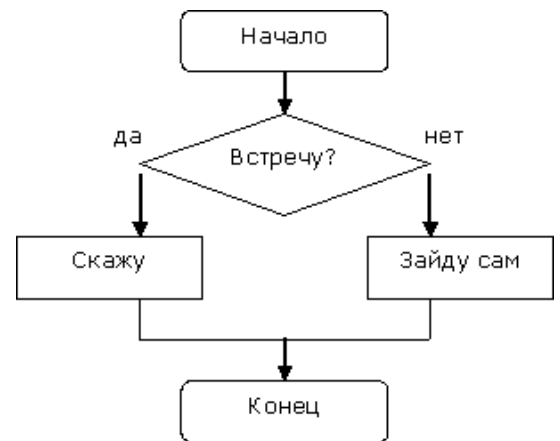 Начало
да
нет
Встречу?
Скажу
Зайду сам
Конец